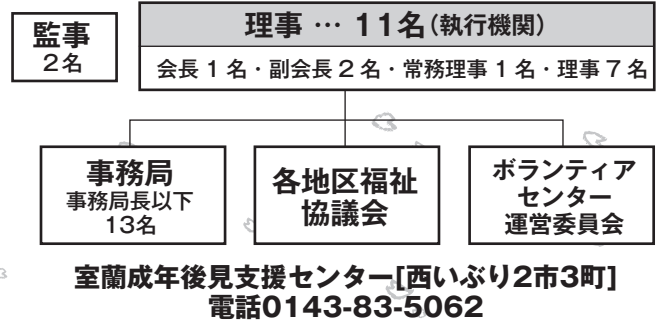 監事
2名
理事 … 11名(執行機関)
会長 1 名・副会長 2 名・常務理事 1 名・理事 7 名
事務局
事務局長以下
13名
各地区福祉
協議会
ボランティア
センター
運営委員会
室蘭成年後見支援センター[西いぶり2市3町]
電話0143-83-5062